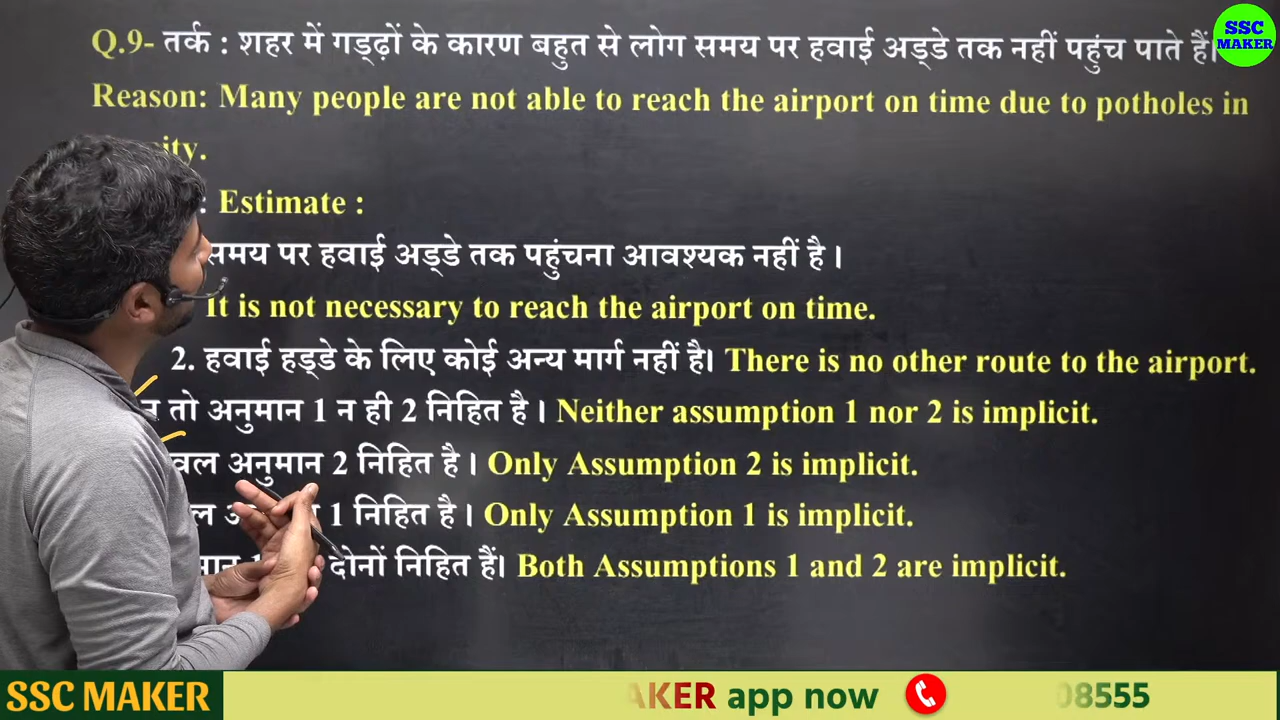 Q.9- तर्क : शहर में गड्ढ़ों के कारण बहुत से लोग समय पर हवाई अड्डे तक नहीं पहुंच पाते हैं।
SSC
MAKER
Reason: Many people are not able to reach the airport on time due to potholes in
ity.
: Estimate :
समय पर हवाई अड्डे तक पहुंचना आवश्यक नहीं है।
It is not necessary to reach the airport on time.
2. हवाई हड्डे के लिए कोई अन्य मार्ग नहीं है। There is no other route to the airport.
न तो अनुमान 1 न ही 2 निहित है। Neither assumption 1 nor 2 is implicit.
वल अनुमान 2 निहित है। Only Assumption 2 is implicit.
ल 1 निहित है। Only Assumption 1 is implicit.
दोनों निहित हैं। Both Assumptions 1 and 2 are implicit.
SSC MAKER
AKER app now
08555